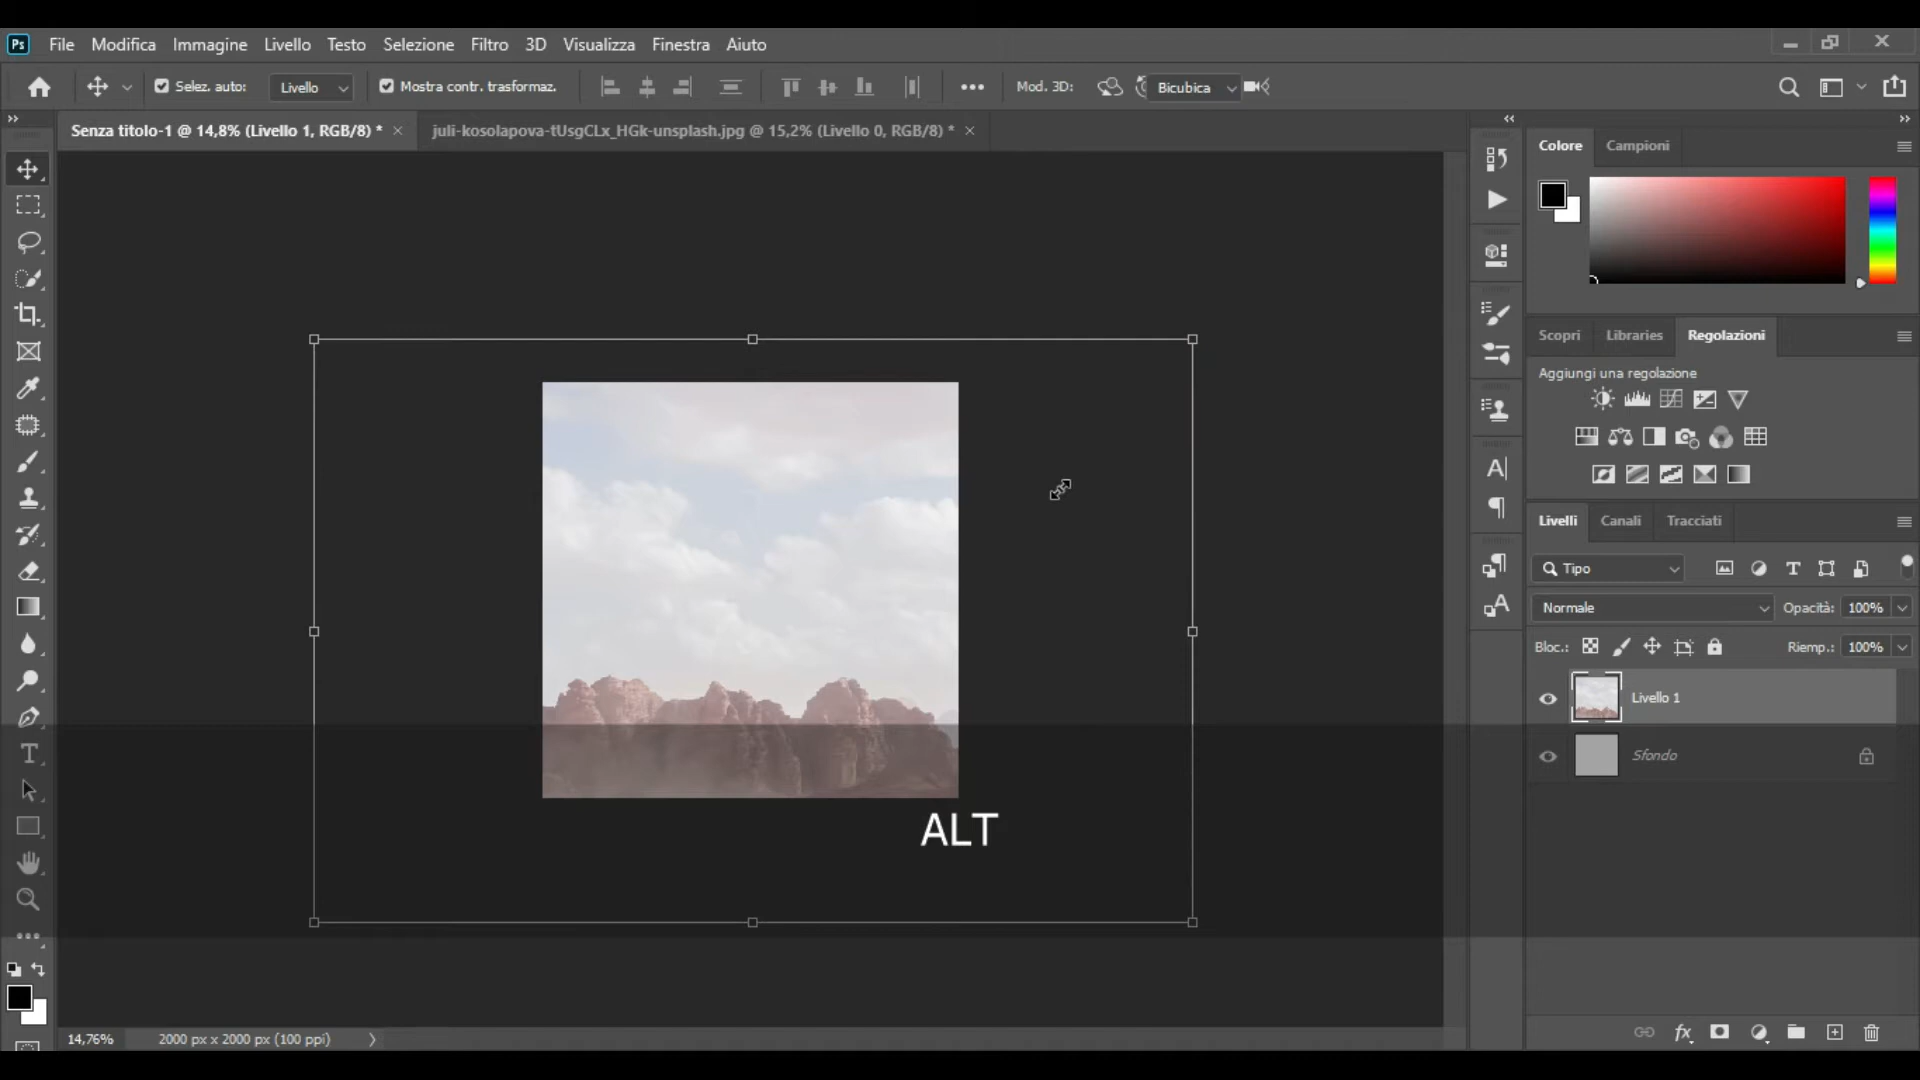 Ps File Modifica Immagine Livello Testo Selezione Filtro 3D Visualizza Finestra Aiuto
Selez. auto: Livello Mostra contr. trasformaz. Mod. 3D: Bicubica
Senza titolo-1 @ 14,8% (Livello 1, RGB/8) * juli-kosolapova-tUsgCLx_HGk-unsplash.jpg @ 15,2% (Livello 0, RGB/8) *
Colore Campioni
Scopri Libraries Regolazioni
Aggiungi una regolazione
Livelli Canali Tracciati
Tipo
Normale Opacità: 100%
Bloc.: Riemp.: 100%
Livello 1
Sfondo
ALT
14,76% 2000 px x 2000 px (100 ppi)